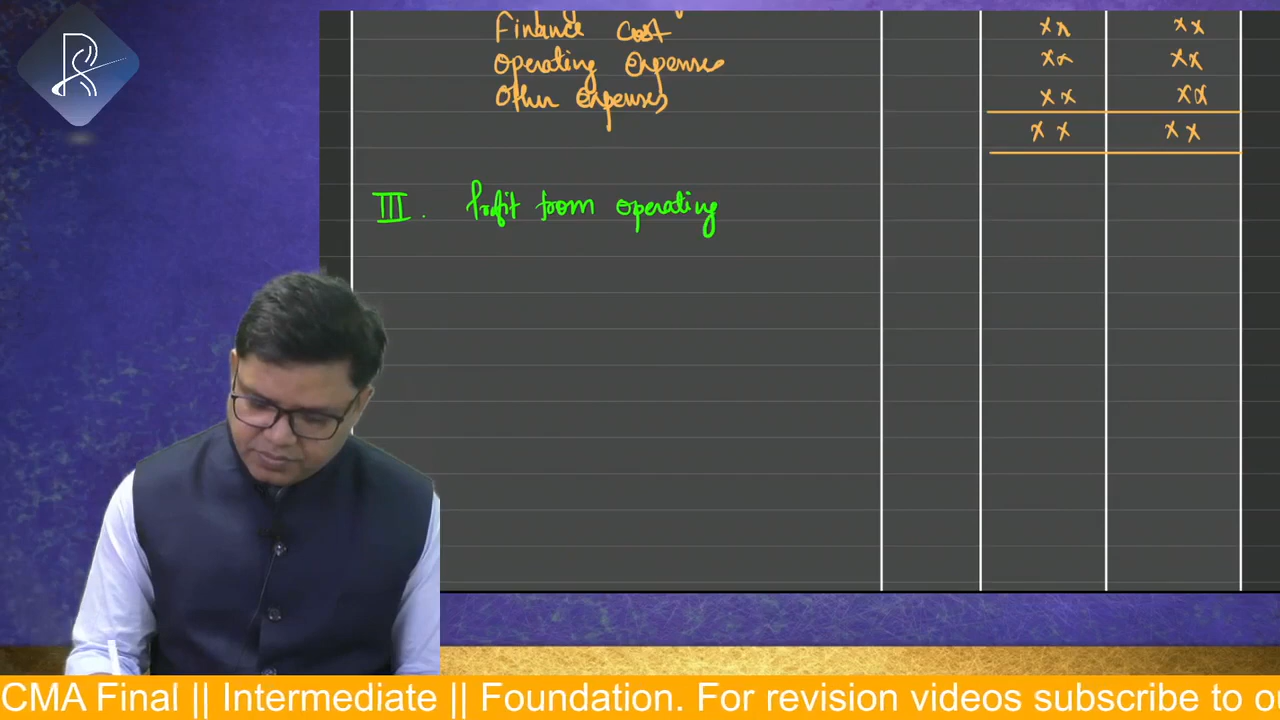 Finance Cost xx xx
Operating Expenses xx xx
Other expenses xx xx
xx xx
III. Profit from operating
CMA Final || Intermediate || Foundation. For revision videos subscribe to o